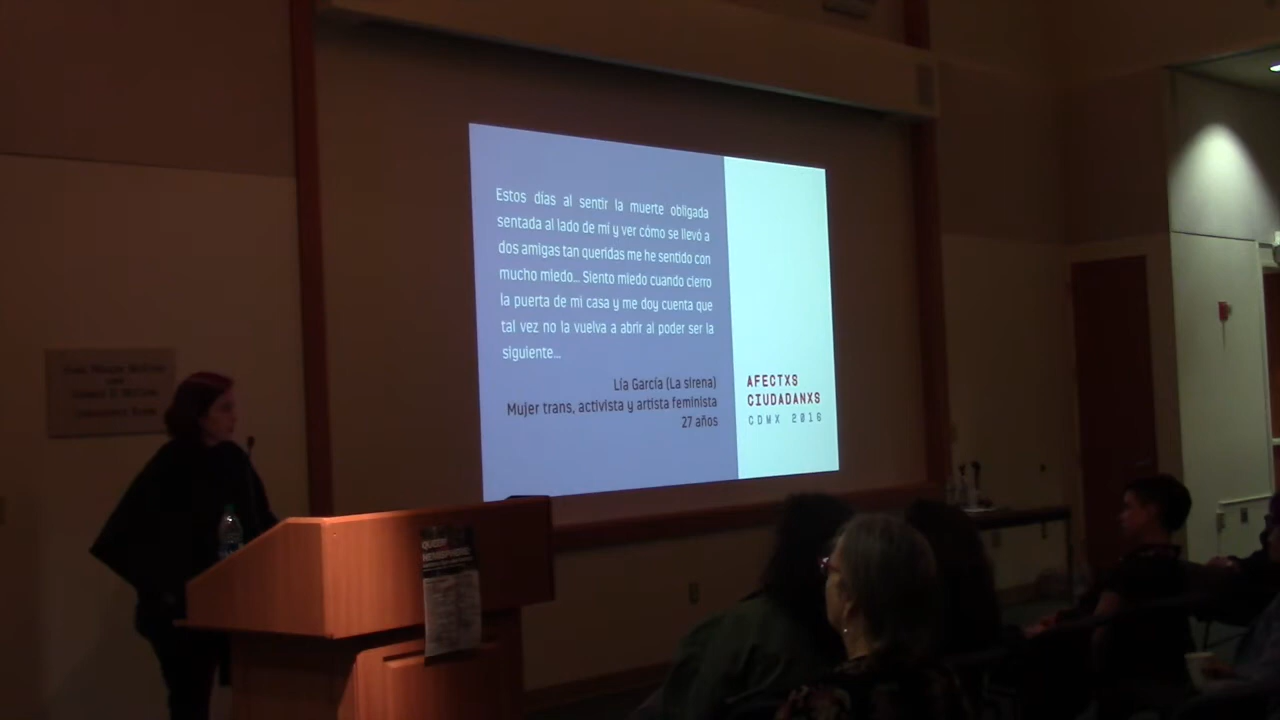 Estos días al sentir la muerte obligada
sentada al lado de mí y ver cómo se llevó a
dos amigas tan queridas me he sentido con
mucho miedo... Siento miedo cuando cierro
la puerta de mi casa y me doy cuenta que
tal vez no la vuelva a abrir al poder ser la
siguiente...
Lía García (La sirena)
Mujer trans, activista y artista feminista
27 años
AFECTXS
CIUDADANXS
CDMX 2016
QUEER